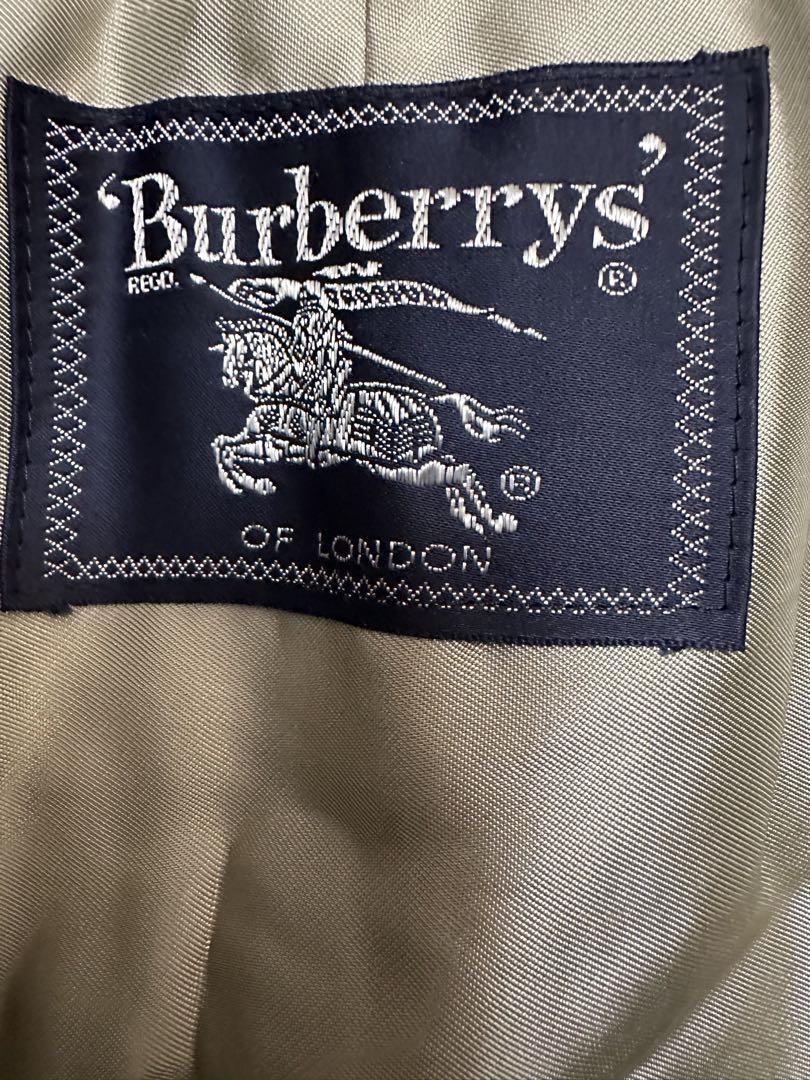 ‘Burberrys’
REGD. ®
®
OF LONDON